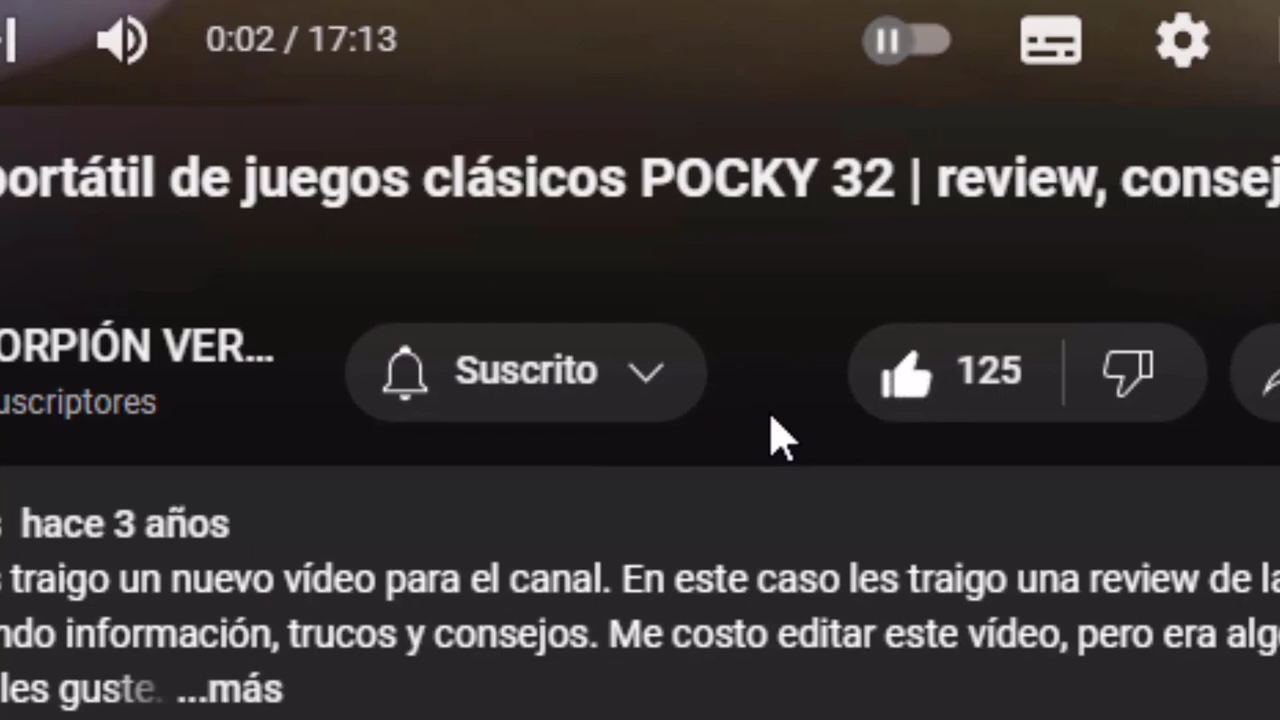 0:02 / 17:13
portátil de juegos clásicos POCKY 32 | review, consej
ORPIÓN VER...
Suscrito
125
uscriptores
s hace 3 años
s traigo un nuevo vídeo para el canal. En este caso les traigo una review de la
ndo información, trucos y consejos. Me costo editar este vídeo, pero era algo
les guste. ...más